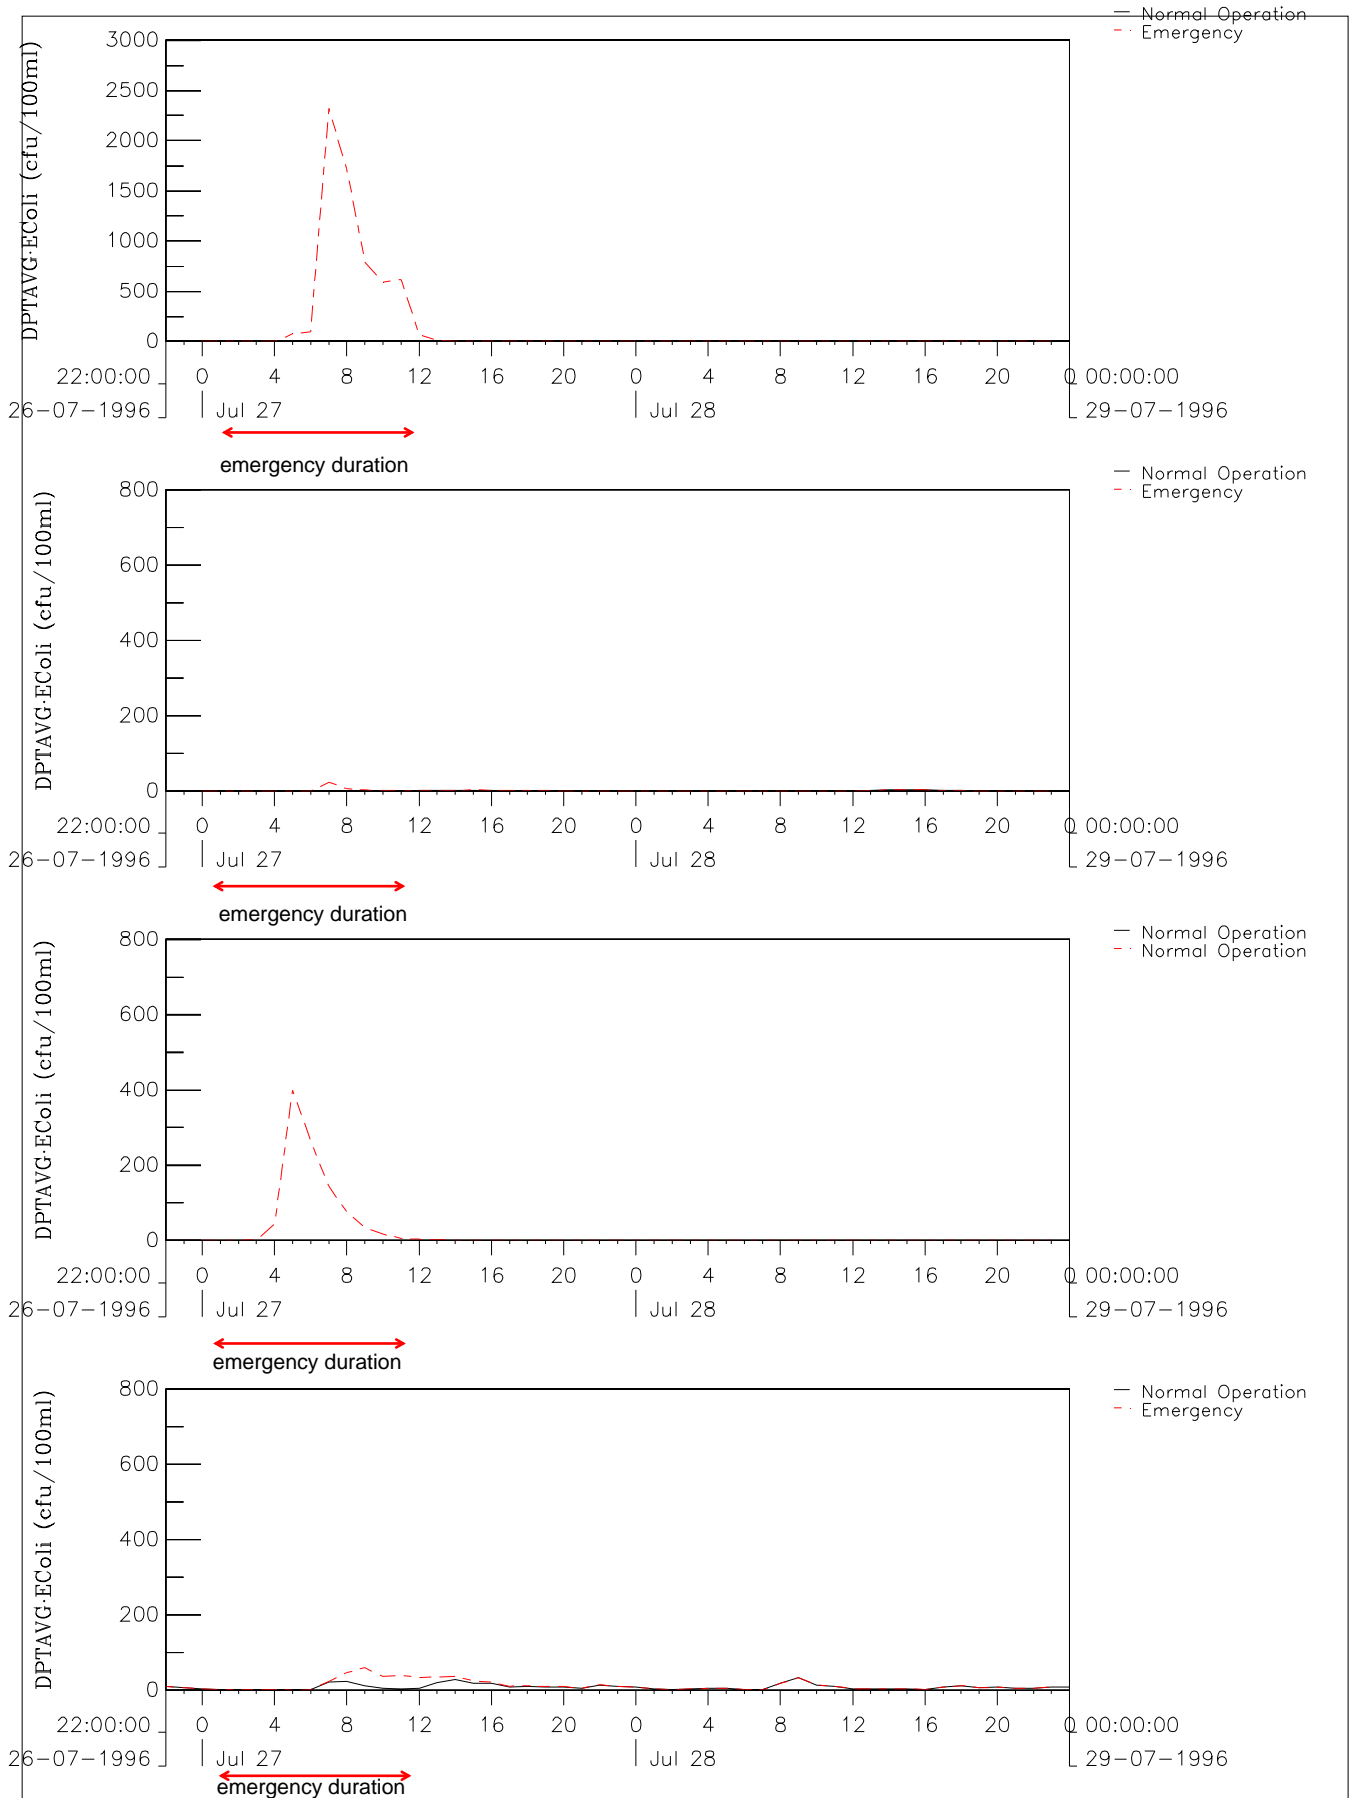 Normal Operation
Emergency
DPTAVG:EColi (cfu/100ml)
3000
2500
2000
1500
1000
500
0
22:00:00 0 4 8 12 16 20 0 4 8 12 16 20 0 00:00:00
26-07-1996 Jul 27 Jul 28 29-07-1996
emergency duration
Normal Operation
Emergency
DPTAVG:EColi (cfu/100ml)
800
600
400
200
0
22:00:00 0 4 8 12 16 20 0 4 8 12 16 20 0 00:00:00
26-07-1996 Jul 27 Jul 28 29-07-1996
emergency duration
Normal Operation
Normal Operation
DPTAVG:EColi (cfu/100ml)
800
600
400
200
0
22:00:00 0 4 8 12 16 20 0 4 8 12 16 20 0 00:00:00
26-07-1996 Jul 27 Jul 28 29-07-1996
emergency duration
Normal Operation
Emergency
DPTAVG:EColi (cfu/100ml)
800
600
400
200
0
22:00:00 0 4 8 12 16 20 0 4 8 12 16 20 0 00:00:00
26-07-1996 Jul 27 Jul 28 29-07-1996
emergency duration